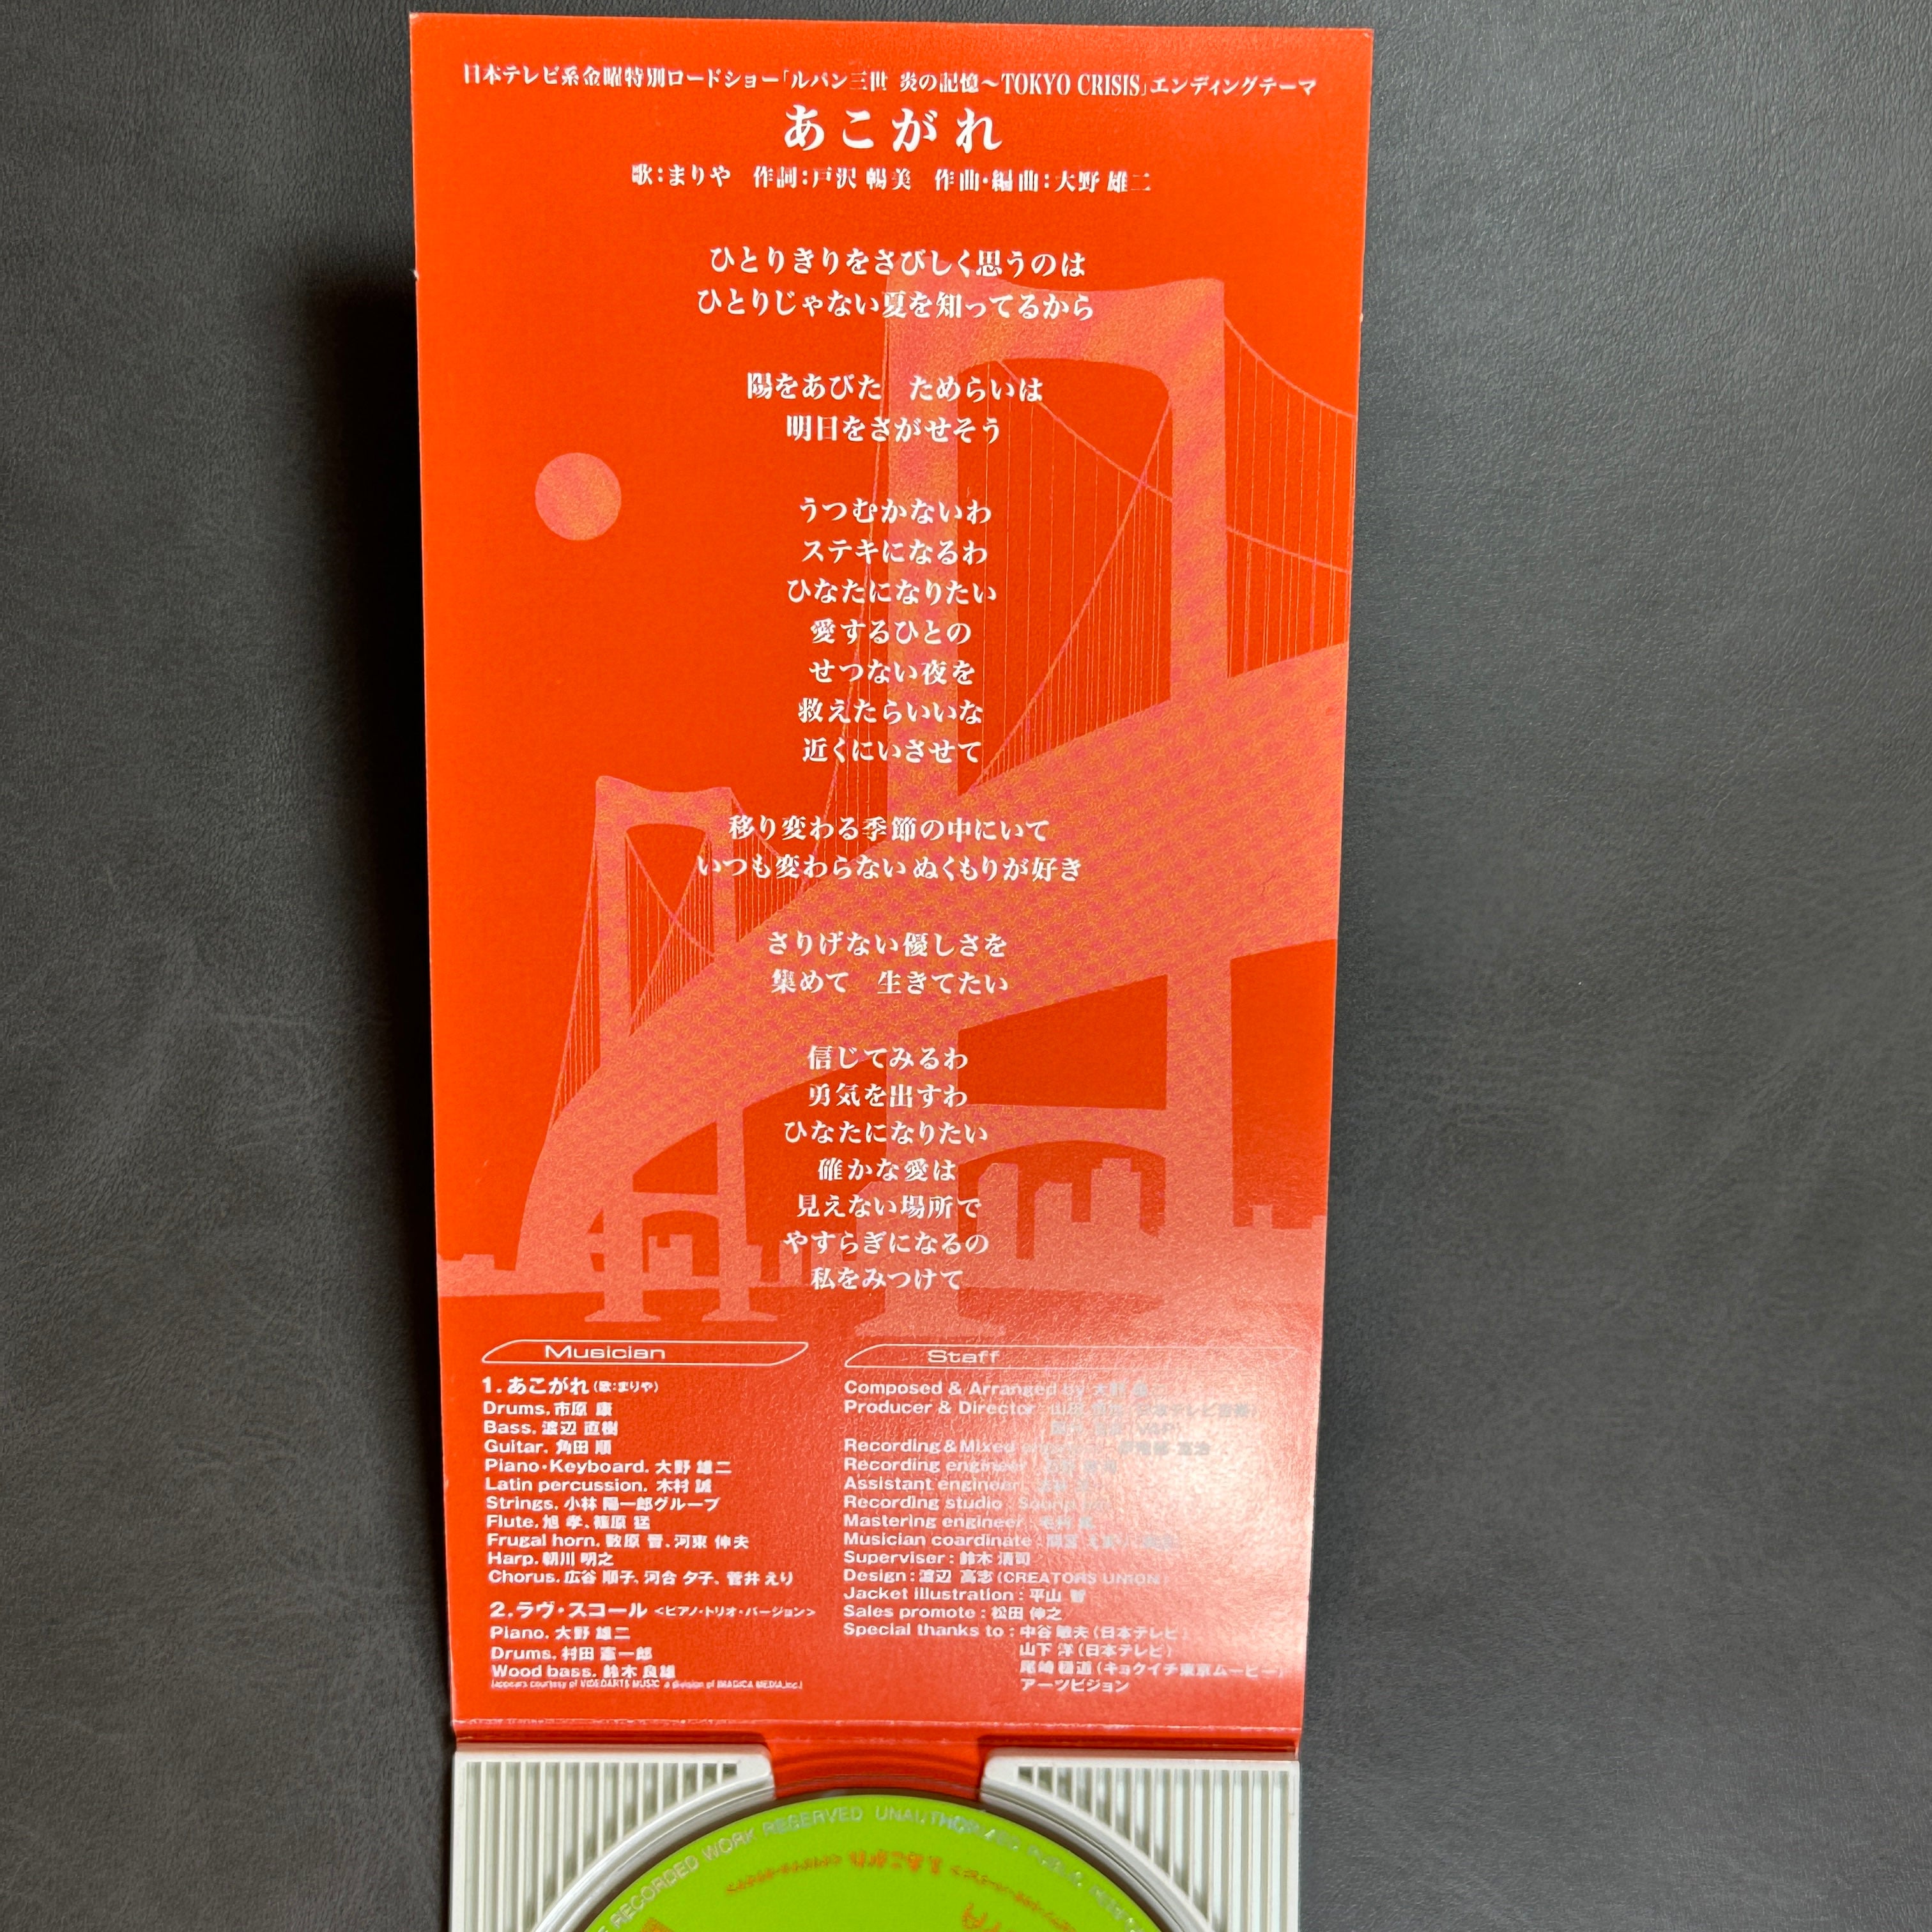 日本テレビ系金曜特別ロードショー「ルパン三世 炎の記憶～TOKYO CRISIS」エンディングテーマ
あこがれ
歌：まりや 作詞：戸沢 暢美 作曲・編曲：大野 雄二
ひとりきりをさびしく思うのは
ひとりじゃない夏を知ってるから
陽をあびた ためらいは
明日をさがせそう
うつむかないわ
ステキになるわ
ひなたになりたい
愛するひとの
せつない夜を
救えたらいいな
近くにいさせて
移り変わる季節の中にいて
いつも変わらない ぬくもりが好き
さりげない優しさを
集めて 生きてたい
信じてみるわ
勇気を出すわ
ひなたになりたい
確かな愛は
見えない場所で
やすらぎになるの
私をみつけて
Musician
1.あこがれ（歌：まりや）
Drums.市原 康
Bass.渡辺 直樹
Guitar.角田 順
Piano・Keyboard.大野 雄二
Latin percussion.木村 誠
Strings.小林 陽一郎グループ
Flute.旭 孝、篠原 猛
Frugal horn.数原 晋、河東 伸夫
Harp.朝川 朋之
Chorus.広谷 順子、河合 夕子、菅井 えり
2.ラヴ・スコール <ピアノ・トリオ・バージョン>
Piano.大野 雄二
Drums.村田 憲一郎
Wood bass.鈴木 良雄
(appears courtesy of VIDEOARTS MUSIC a division of IMAGICA MEDIA,Inc.)
Staff
Composed & Arranged by 大野
Producer & Director
Recording & Mixed
Recording engineer
Assistant engineer
Recording studio : Sound
Mastering engineer :
Musician coardinate :
Superviser : 鈴木 清司
Design : 渡辺 高志 (CREATORS UNION)
Jacket illustration : 平山 智
Sales promote : 松田 伸之
Special thanks to : 中谷 敏夫（日本テレビ）
山下 洋（日本テレビ）
尾崎 穏道（キョクイチ東京ムービー）
アーツビジョン
RECORDED WORK RESERVED UNAUTHOR
1.あこがれ